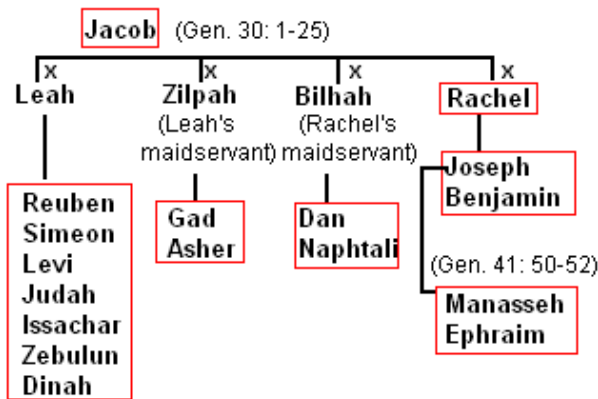 Jacob (Gen. 30: 1-25)
x x x x
Leah Zilpah Bilhah Rachel
(Leah's (Rachel's
maidservant) maidservant)
Joseph
Benjamin
Reuben
Simeon
Levi
Judah
Issachar
Zebulun
Dinah
Gad
Asher
Dan
Naphtali
(Gen. 41: 50-52)
Manasseh
Ephraim